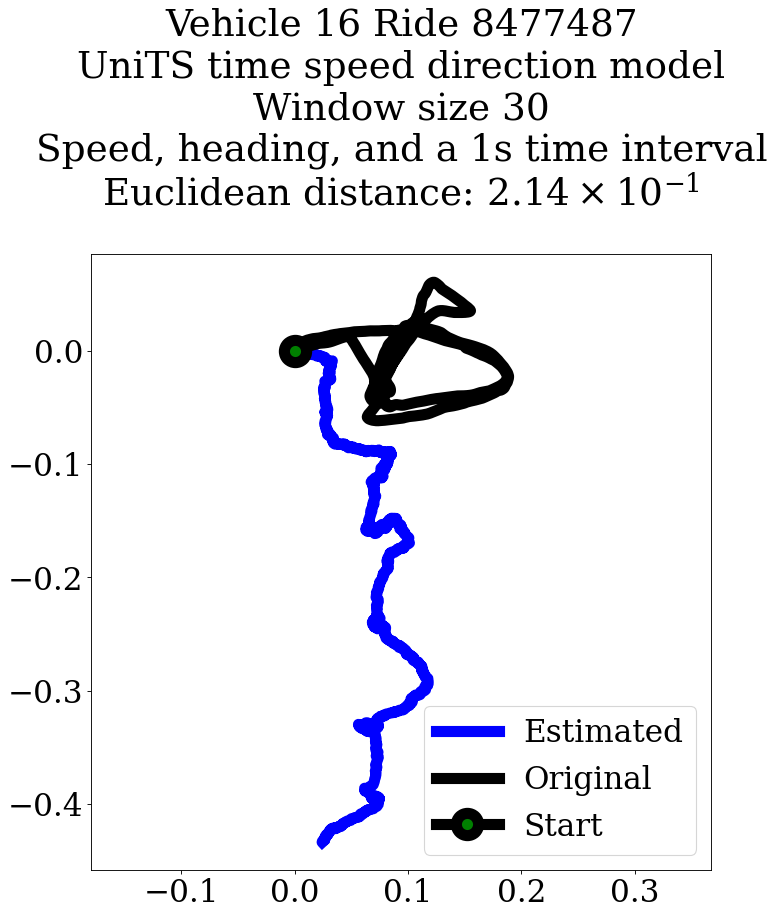 Vehicle 16 Ride 8477487
UniTS time speed direction model
Window size 30
Speed, heading, and a 1s time interval
Euclidean distance: 2.14 × 10⁻¹
0.0
−0.1
−0.2
−0.3
−0.4
Estimated
Original
Start
−0.1 0.0 0.1 0.2 0.3